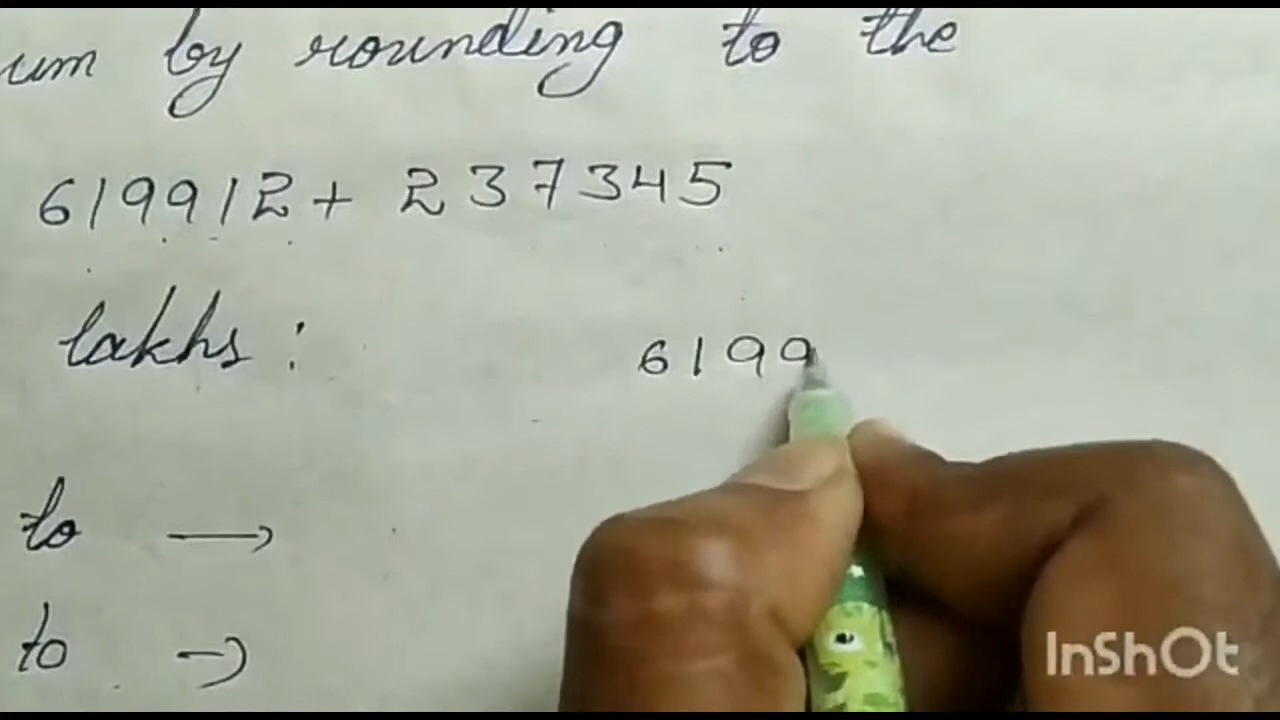 um by rounding to the
619912 + 237345
lakhs : 6199
to →
to →
InShOt